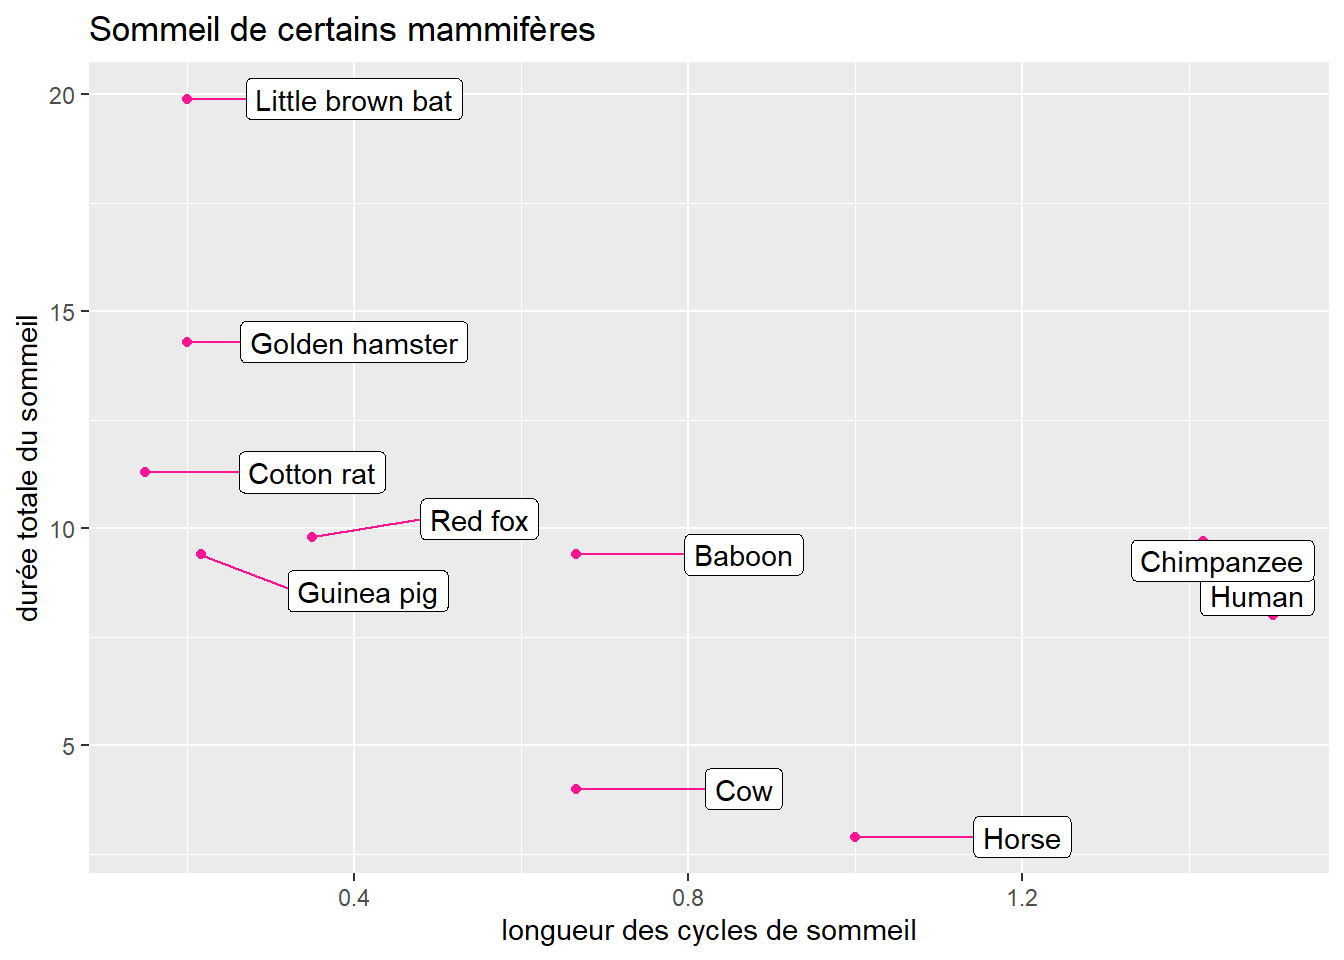 Sommeil de certains mammifères
durée totale du sommeil
20
15
10
5
Little brown bat
Golden hamster
Cotton rat
Red fox
Baboon
Chimpanzee
Guinea pig
Human
Cow
Horse
0.4
0.8
1.2
longueur des cycles de sommeil